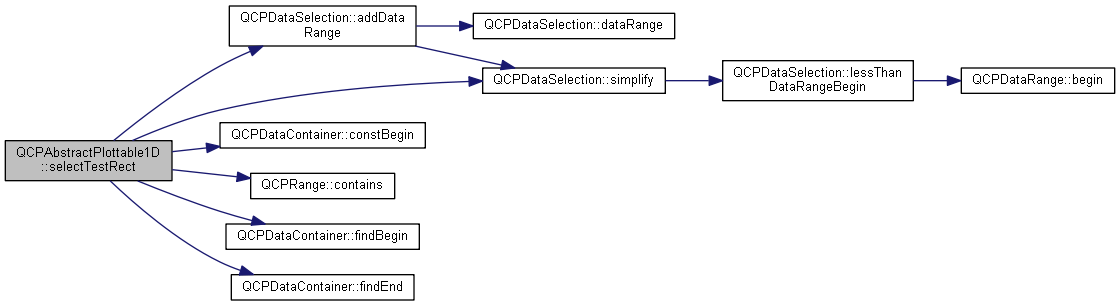 QCPAbstractPlottable1D
::selectTestRect
QCPDataSelection::addData
Range
QCPDataSelection::dataRange
QCPDataSelection::simplify
QCPDataSelection::lessThan
DataRangeBegin
QCPDataRange::begin
QCPDataContainer::constBegin
QCPRange::contains
QCPDataContainer::findBegin
QCPDataContainer::findEnd